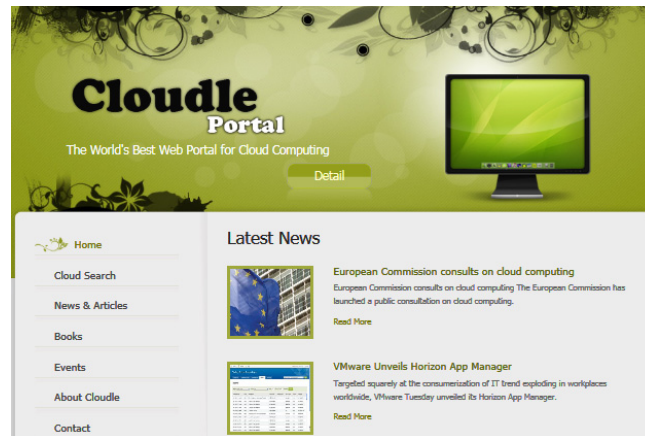 Cloudle
Portal
The World's Best Web Portal for Cloud Computing
Detail
Home
Cloud Search
News & Articles
Books
Events
About Cloudle
Contact
Latest News
European Commission consults on cloud computing
European Commission consults on cloud computing The European Commission has
launched a public consultation on cloud computing.
Read More
VMware Unveils Horizon App Manager
Targeted squarely at the consumerization of IT trend exploding in workplaces
worldwide, VMware Tuesday unveiled its Horizon App Manager.
Read More